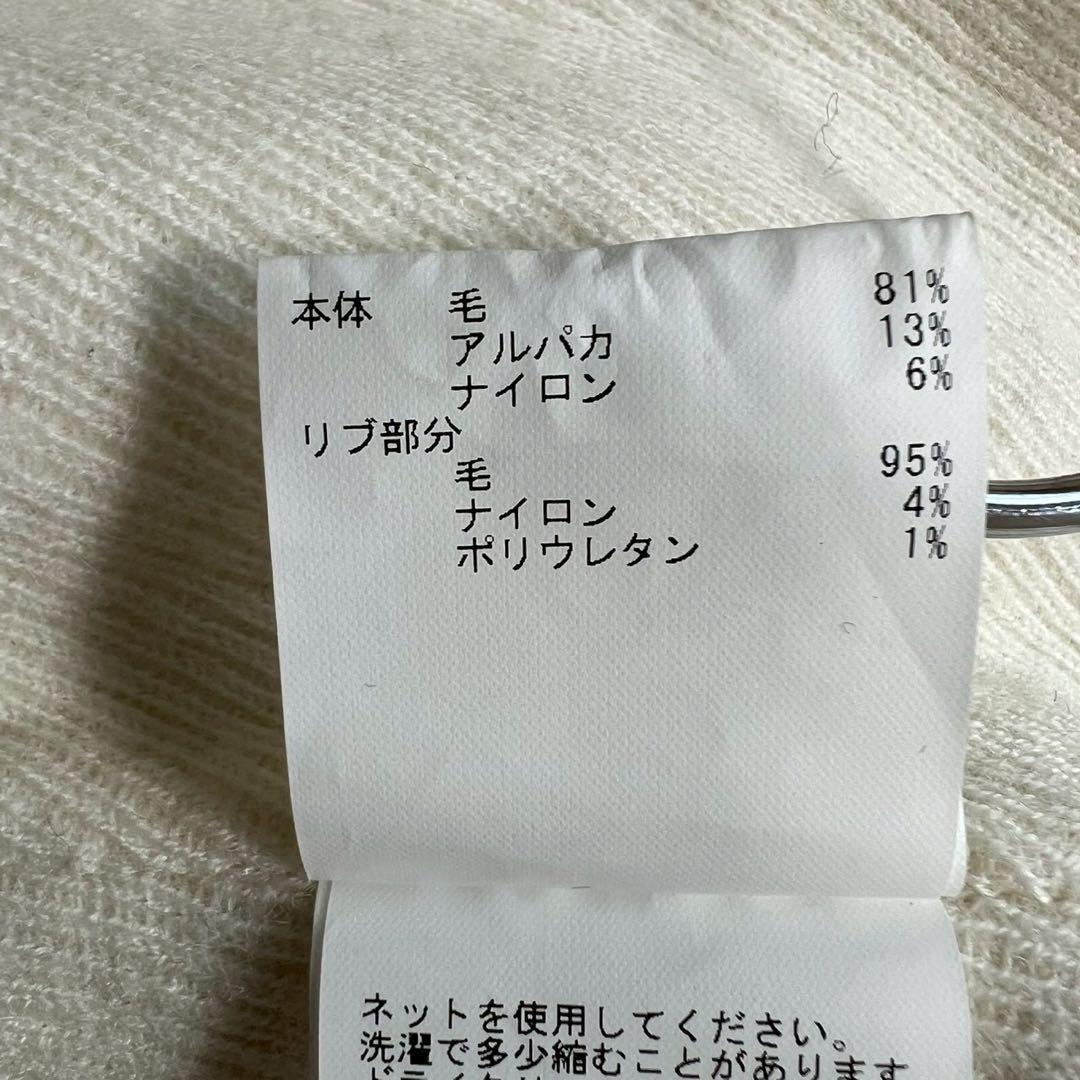 本体 毛 81%
アルパカ 13%
ナイロン 6%
リブ部分
毛 95%
ナイロン 4%
ポリウレタン 1%
ネットを使用してください。
洗濯で多少縮むことがあります